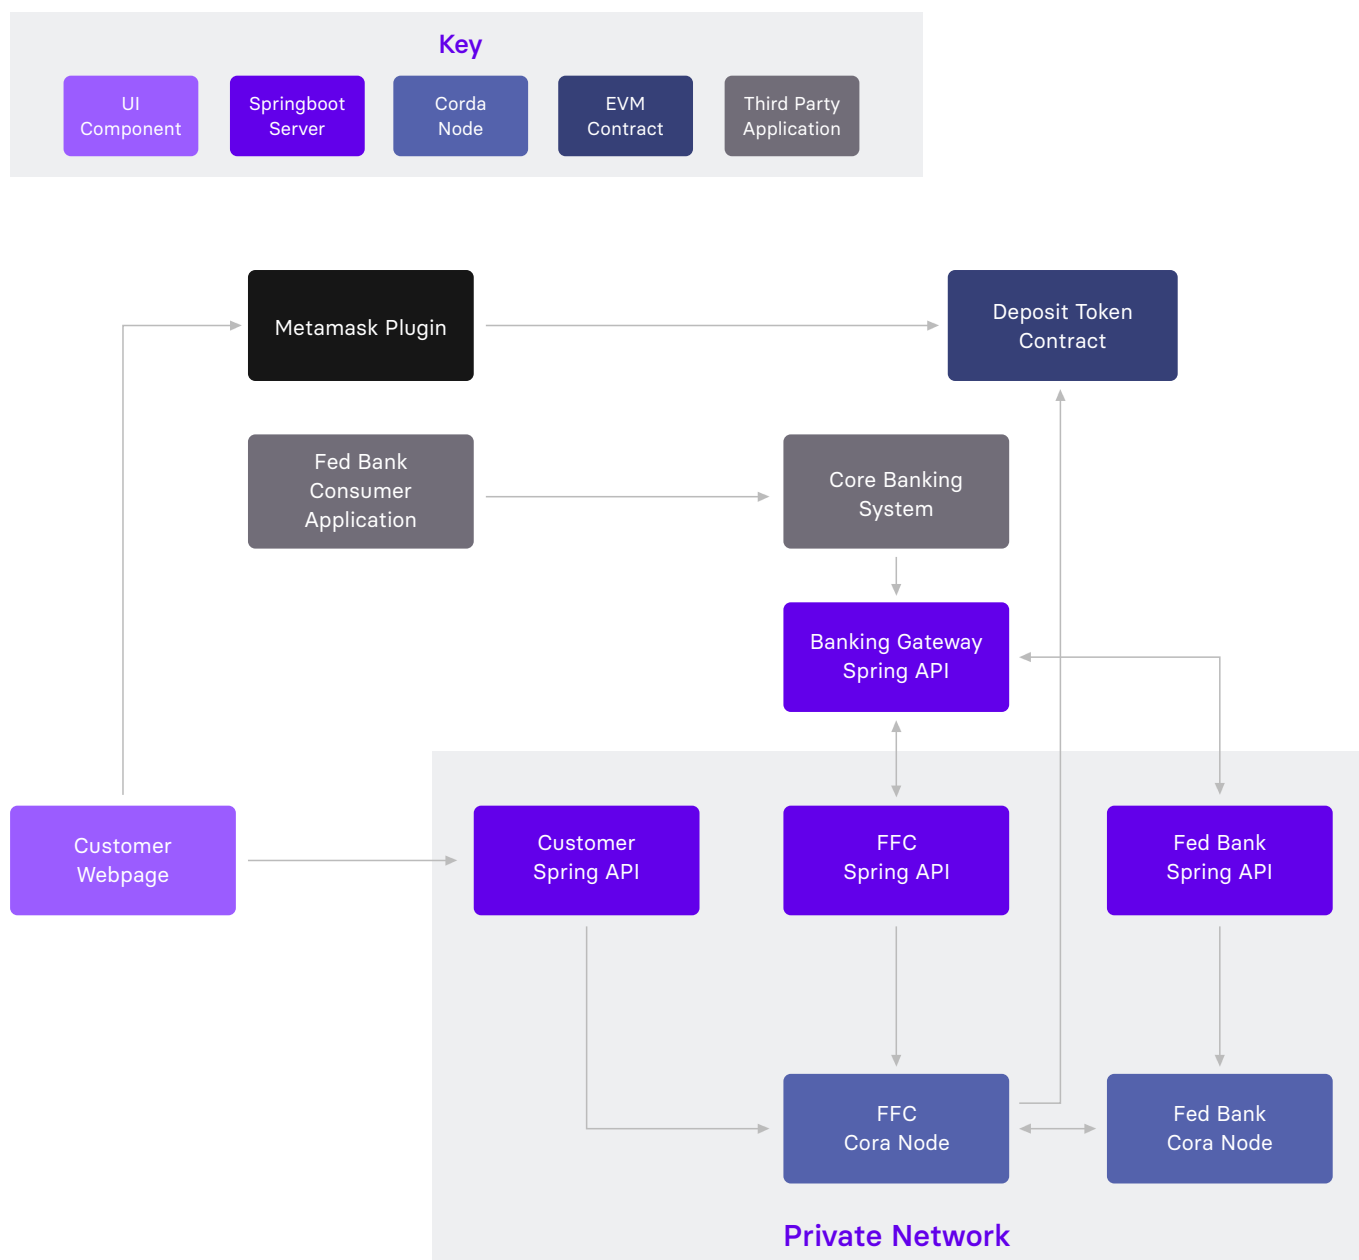 Key
UI
Component
Springboot
Server
Corda
Node
EVM
Contract
Third Party
Application
Metamask Plugin
Deposit Token
Contract
Fed Bank
Consumer
Application
Core Banking
System
Banking Gateway
Spring API
Customer
Webpage
Customer
Spring API
FFC
Spring API
Fed Bank
Spring API
FFC
Cora Node
Fed Bank
Cora Node
Private Network